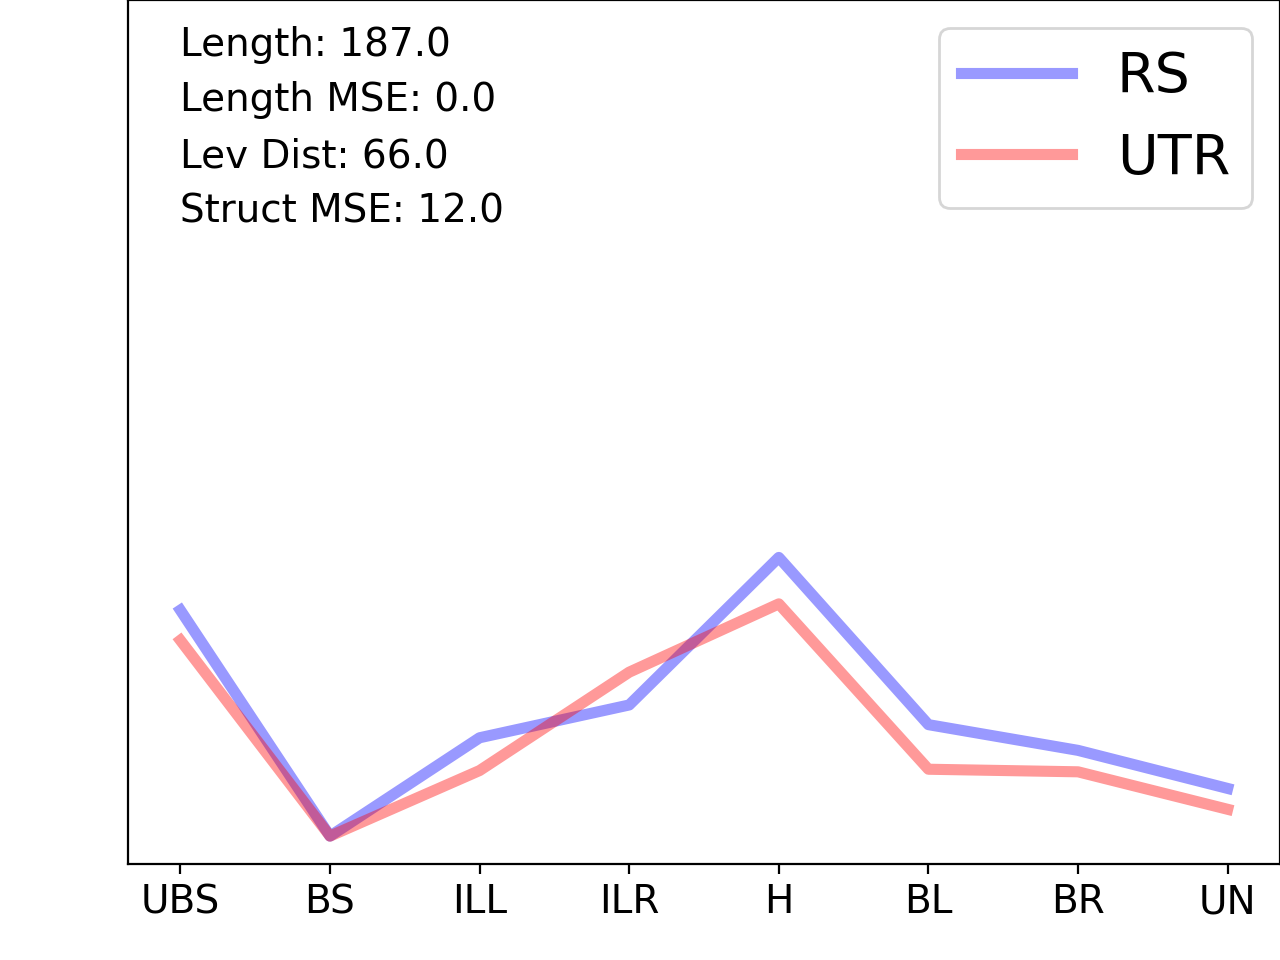 Length: 187.0
Length MSE: 0.0
Lev Dist: 66.0
Struct MSE: 12.0
RS
UTR
UBS BS ILL ILR H BL BR UN